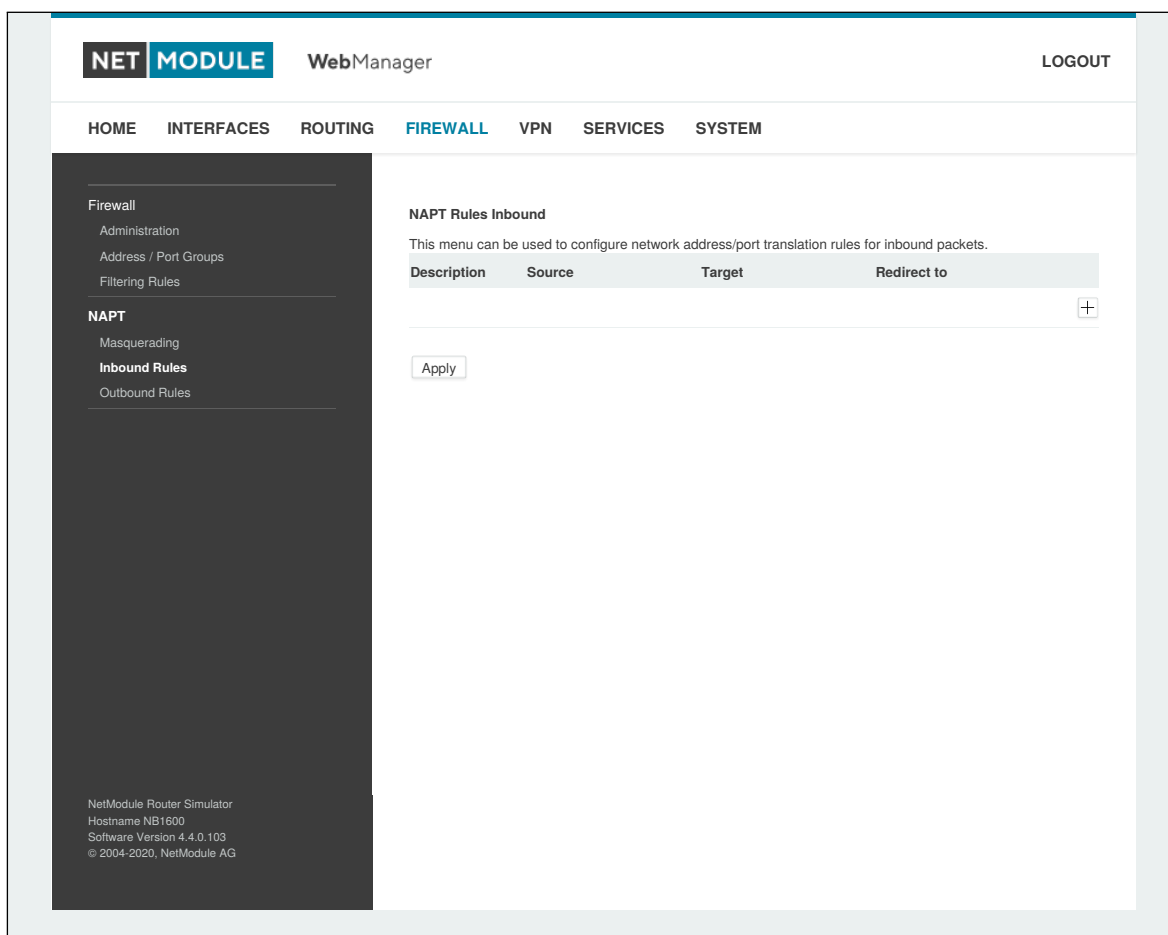 NET MODULE WebManager LOGOUT
HOME INTERFACES ROUTING FIREWALL VPN SERVICES SYSTEM
Firewall
Administration
Address / Port Groups
Filtering Rules
NAPT
Masquerading
Inbound Rules
Outbound Rules
NAPT Rules Inbound
This menu can be used to configure network address/port translation rules for inbound packets.
Description Source Target Redirect to
Apply
NetModule Router Simulator
Hostname NB1600
Software Version 4.4.0.103
© 2004-2020, NetModule AG